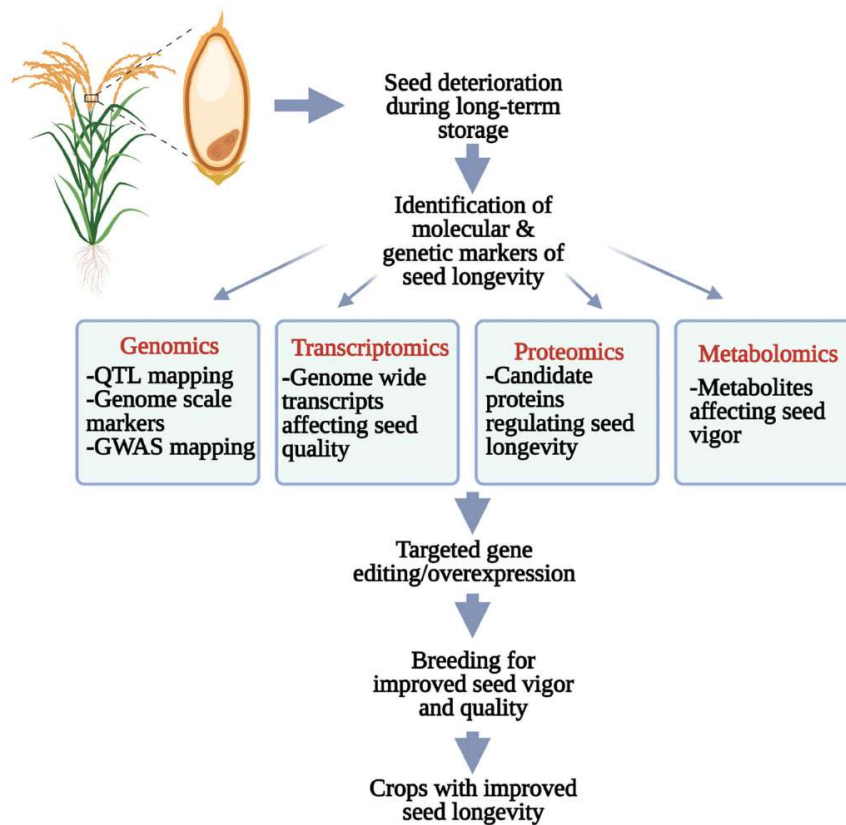 Seed deterioration
during long-terrm
storage
Identification of
molecular &
genetic markers of
seed longevity
Genomics
-QTL mapping
-Genome scale
markers
-GWAS mapping
Transcriptomics
-Genome wide
transcripts
affecting seed
quality
Proteomics
-Candidate
proteins
regulating seed
longevity
Metabolomics
-Metabolites
affecting seed
vigor
Targeted gene
editing/overexpression
Breeding for
improved seed vigor
and quality
Crops with improved
seed longevity